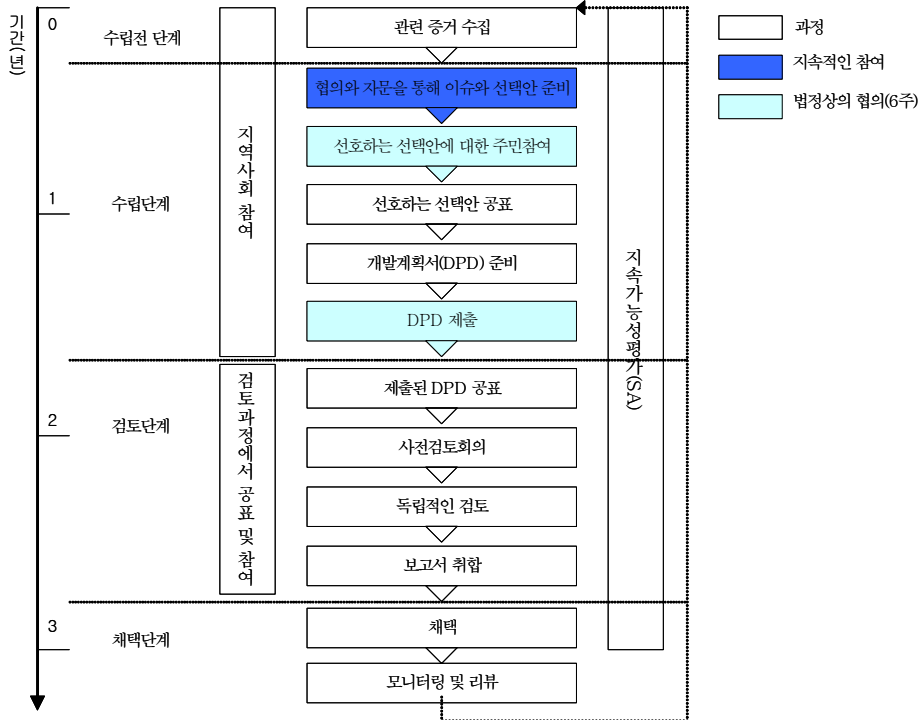 기간(년)
0
수립전 단계
관련 증거 수집
과정
지속적인 참여
법정상의 협의(6주)
협의와 자문을 통해 이슈와 선택안 준비
지역사회 참여
선호하는 선택안에 대한 주민참여
1
수립단계
선호하는 선택안 공표
개발계획서(DPD) 준비
지속가능성평가(SA)
DPD 제출
검토과정에서 공표 및 참여
제출된 DPD 공표
2
검토단계
사전검토회의
독립적인 검토
보고서 취합
3
채택단계
채택
모니터링 및 리뷰